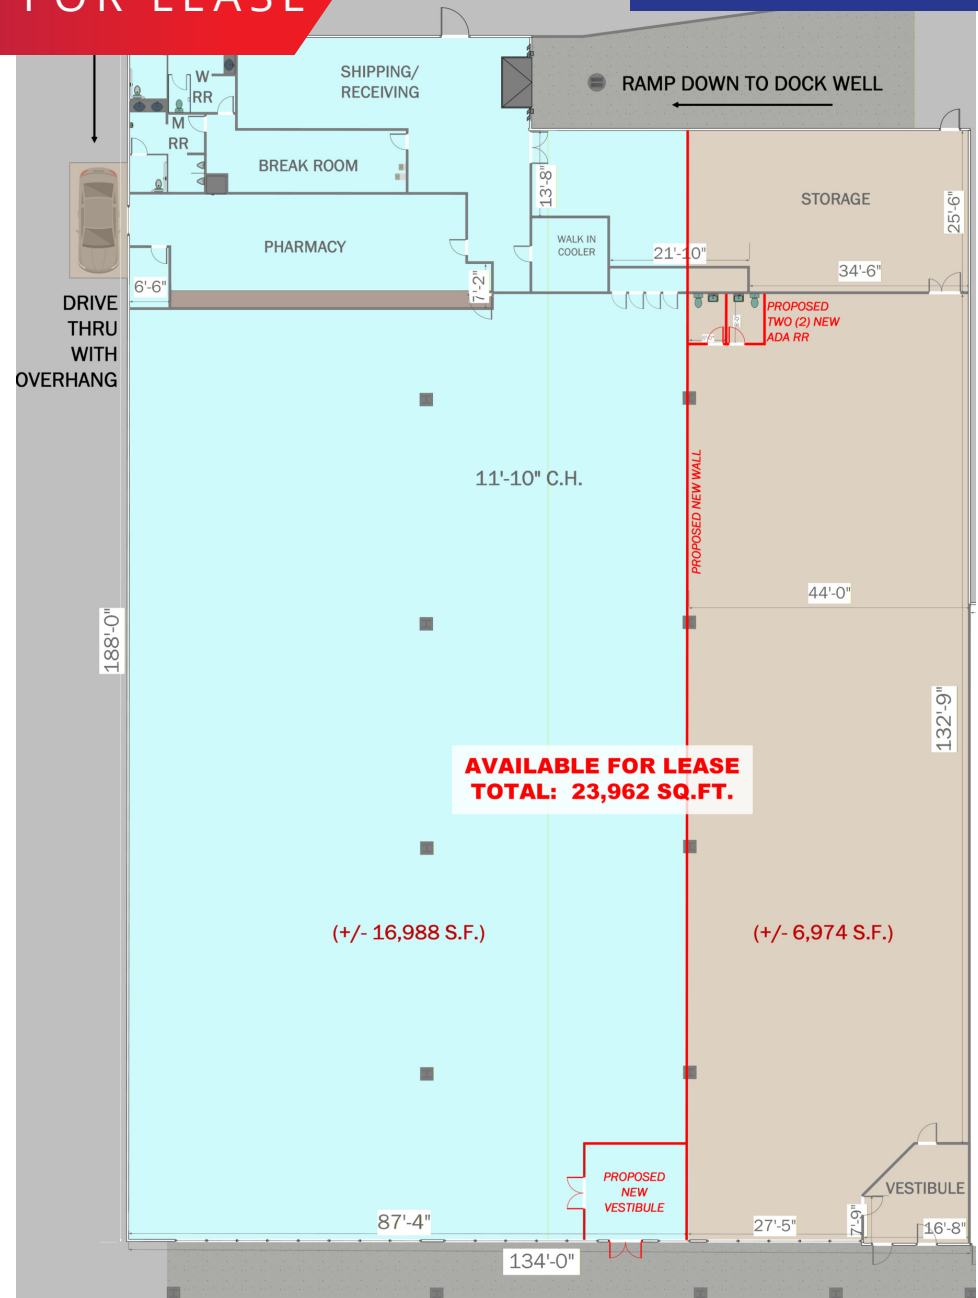 FOR LEASE
SHIPPING/
RECEIVING
W
RR
M
RR
BREAK ROOM
PHARMACY
RAMP DOWN TO DOCK WELL
13'-8"
STORAGE
25'-6"
WALK IN
COOLER
21'-10"
34'-6"
6'-6"
7'-2"
DRIVE
THRU
WITH
OVERHANG
PROPOSED
TWO (2) NEW
ADA RR
11'-10" C.H.
PROPOSED NEW WALL
44'-0"
188'-0"
132'-9"
AVAILABLE FOR LEASE
TOTAL: 23,962 SQ.FT.
(+/- 16,988 S.F.)
(+/- 6,974 S.F.)
PROPOSED
NEW
VESTIBULE
VESTIBULE
87'-4"
27'-5"
7'-9"
16'-8"
134'-0"